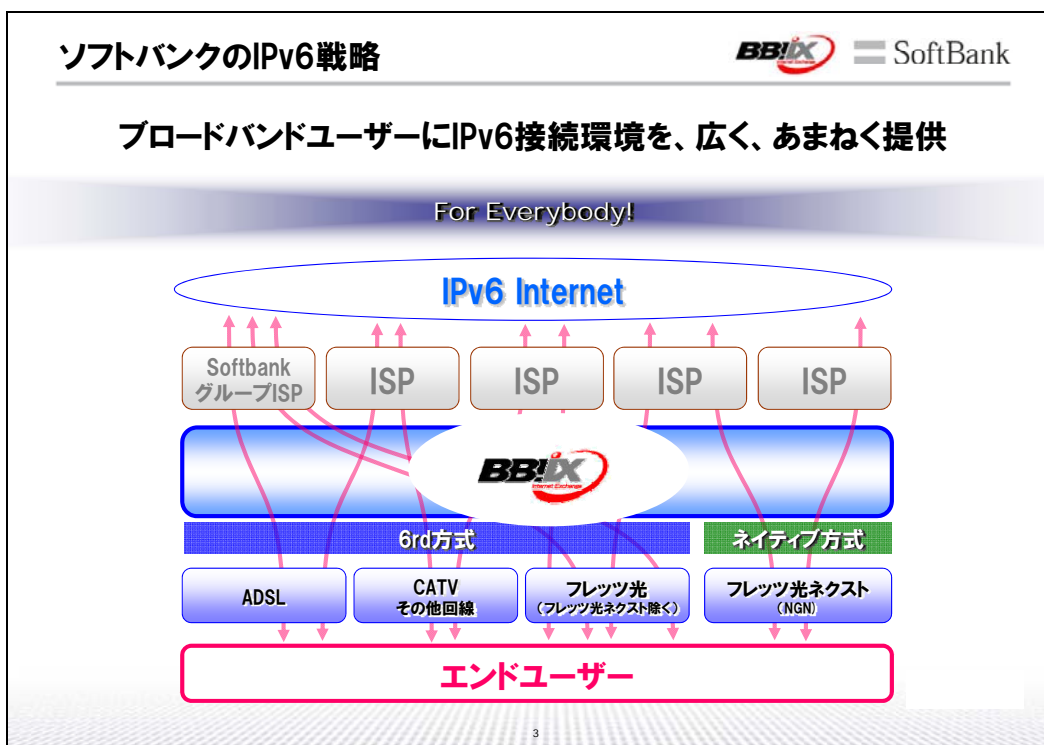 ソフトバンクのIPv6戦略
BB!X
Internet Exchange
SoftBank
ブロードバンドユーザーにIPv6接続環境を、広く、あまねく提供
For Everybody!
IPv6 Internet
Softbank
グループISP
ISP
ISP
ISP
ISP
BB!X
Internet Exchange
6rd方式
ネイティブ方式
ADSL
CATV
その他回線
フレッツ光
(フレッツ光ネクスト除く)
フレッツ光ネクスト
(NGN)
エンドユーザー
3